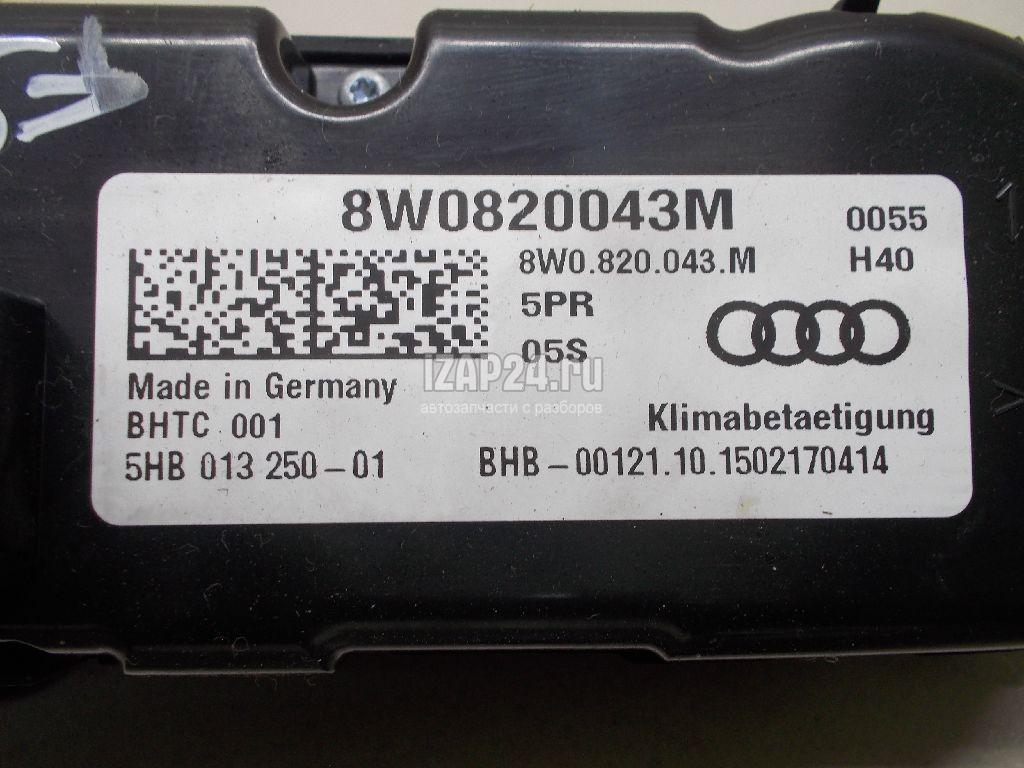 8W0820043M
0055
8W0.820.043.M
H40
5PR
05S
IZAP24.ru
автозапчасти с разборов
Made in Germany
BHTC 001
Klimabetaetigung
5HB 013 250-01
BHB-00121.10.1502170414